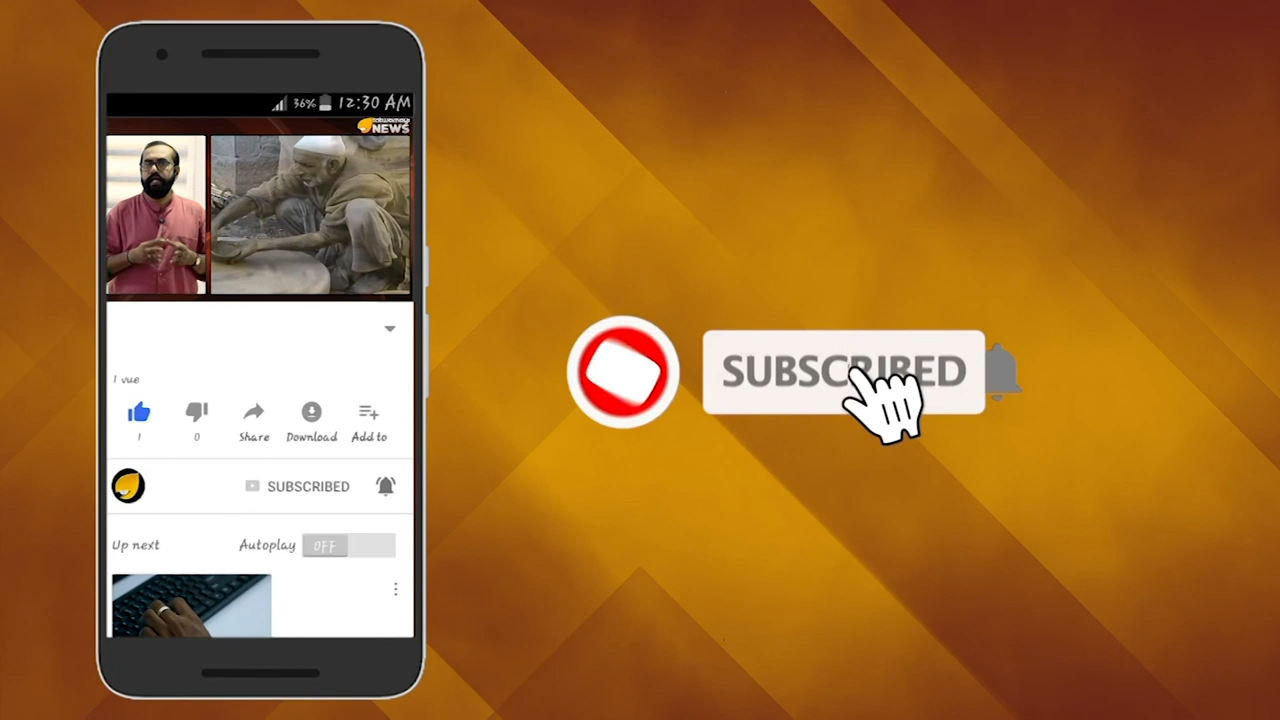 36% 12:30 AM
NEWS
1 vue
1 0 Share Download Add to
SUBSCRIBED
Up next Autoplay OFF
SUBSCRIBED